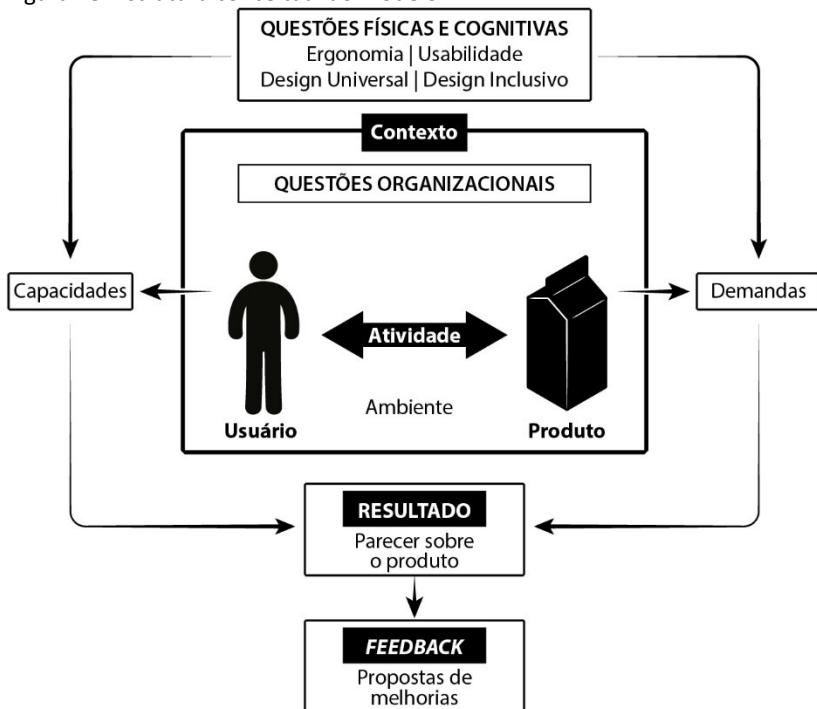 QUESTÕES FÍSICAS E COGNITIVAS
Ergonomia | Usabilidade
Design Universal | Design Inclusivo
Contexto
QUESTÕES ORGANIZACIONAIS
Capacidades
Demandas
Atividade
Ambiente
Usuário
Produto
RESULTADO
Parecer sobre
o produto
FEEDBACK
Propostas de
melhorias